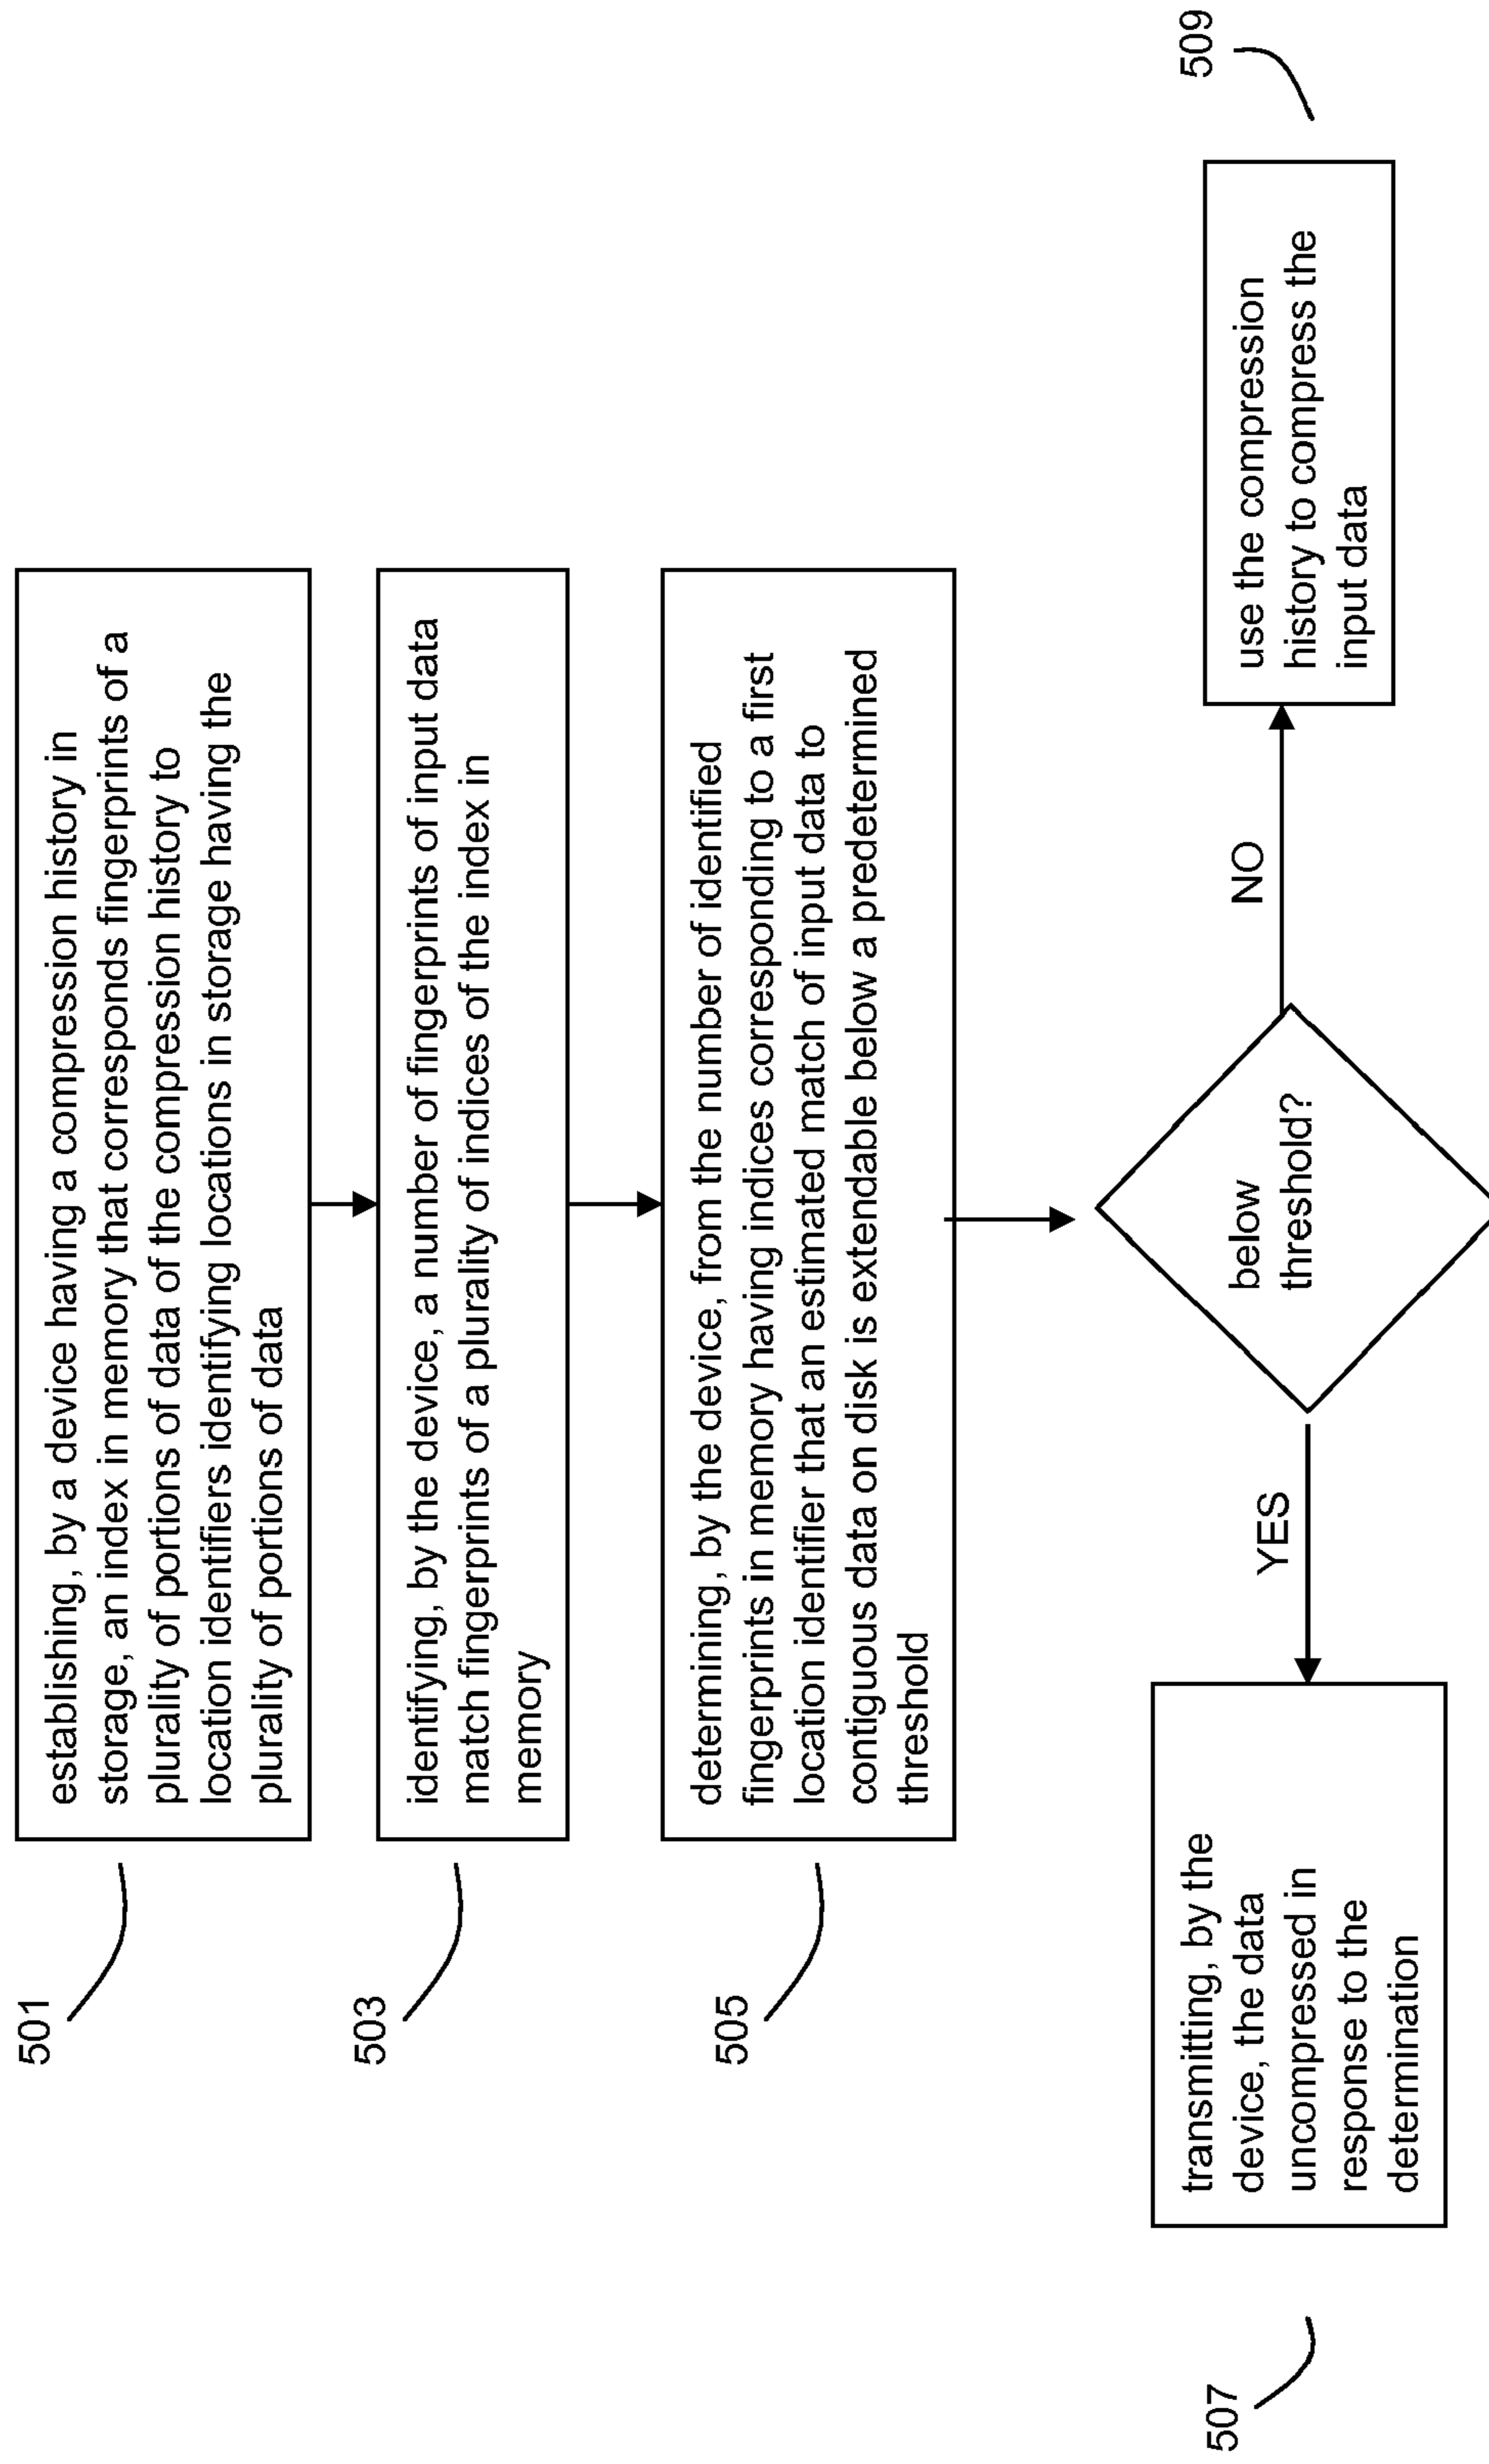 501
establishing, by a device having a compression history in
storage, an index in memory that corresponds fingerprints of a
plurality of portions of data of the compression history to
location identifiers identifying locations in storage having the
plurality of portions of data
503
identifying, by the device, a number of fingerprints of input data
match fingerprints of a plurality of indices of the index in
memory
505
determining, by the device, from the number of identified
fingerprints in memory having indices corresponding to a first
location identifier that an estimated match of input data to
contiguous data on disk is extendable below a predetermined
threshold
below
threshold?
YES
NO
507
transmitting, by the
device, the data
uncompressed in
response to the
determination
509
use the compression
history to compress the
input data